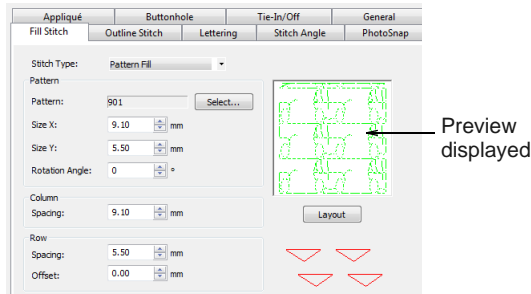 Appliqué Buttonhole Tie-In/Off General
Fill Stitch Outline Stitch Lettering Stitch Angle PhotoSnap
Stitch Type: Pattern Fill
Pattern
Pattern: 901 Select...
Size X: 9.10 mm
Size Y: 5.50 mm
Rotation Angle: 0 °
Column
Spacing: 9.10 mm
Row
Spacing: 5.50 mm
Offset: 0.00 mm
Layout
Preview
displayed